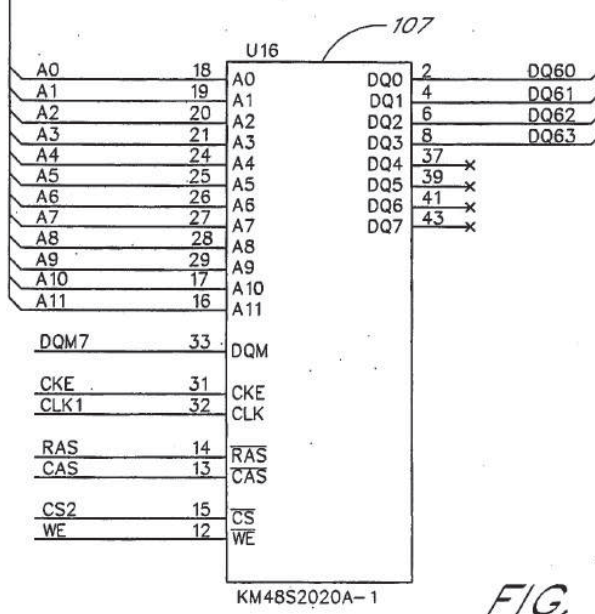 107
U16
A0 18 A0 DQ0 2 DQ60
A1 19 A1 DQ1 4 DQ61
A2 20 A2 DQ2 6 DQ62
A3 21 A3 DQ3 8 DQ63
A4 24 A4 DQ4 37 x
A5 25 A5 DQ5 39 x
A6 26 A6 DQ6 41 x
A7 27 A7 DQ7 43 x
A8 28 A8
A9 29 A9
A10 17 A10
A11 16 A11
DQM7 33 DQM
CKE 31 CKE
CLK1 32 CLK
RAS 14 R̅A̅S̅
CAS 13 C̅A̅S̅
CS2 15 C̅S̅
WE 12 W̅E̅
KM48S2020A-1
FIG.